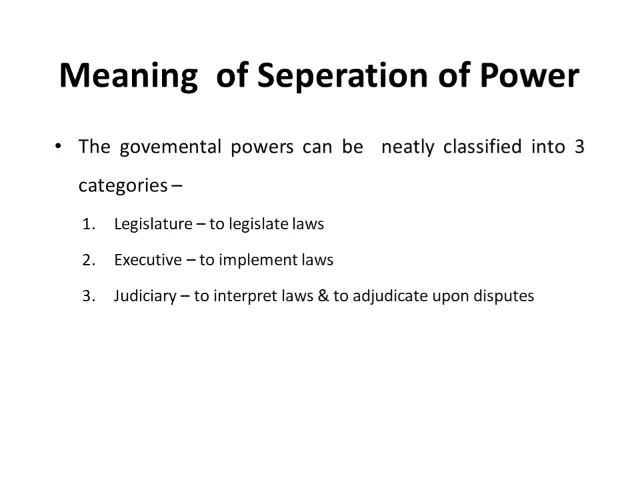 Meaning of Seperation of Power
• The govemental powers can be neatly classified into 3
categories –
1. Legislature – to legislate laws
2. Executive – to implement laws
3. Judiciary – to interpret laws & to adjudicate upon disputes